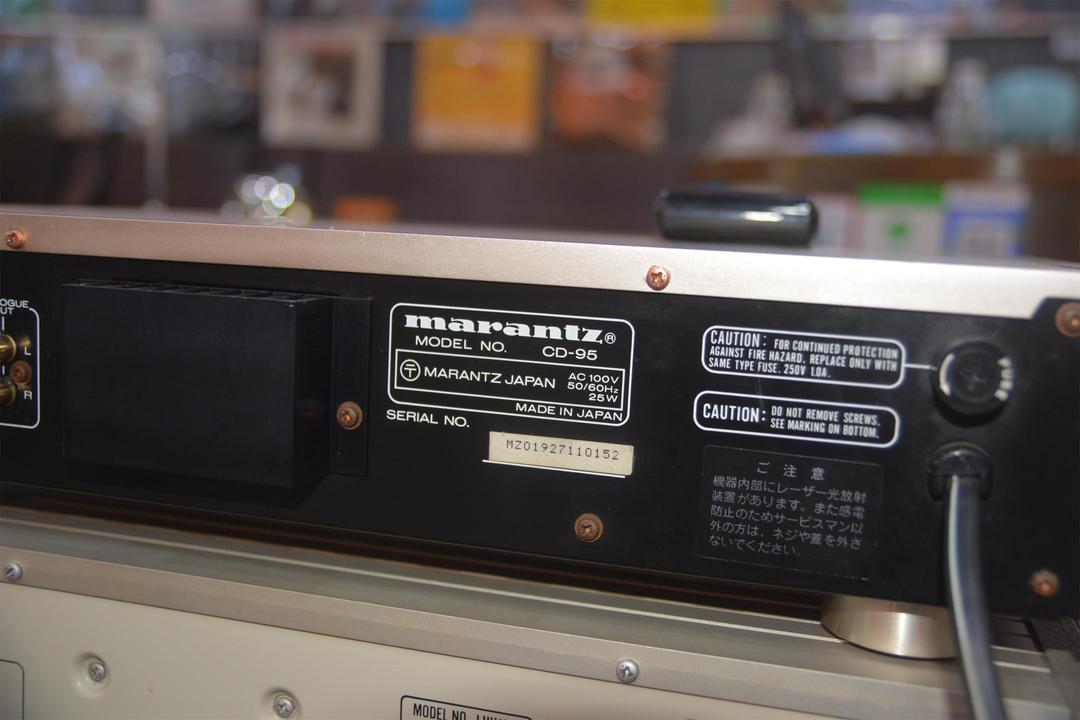 L
R
marantz®
MODEL NO. CD-95
MARANTZ JAPAN
AC 100V
50/60Hz
25W
MADE IN JAPAN
SERIAL NO.
MZ01927110152
CAUTION: FOR CONTINUED PROTECTION
AGAINST FIRE HAZARD, REPLACE ONLY WITH
SAME TYPE FUSE. 250V 1.0A.
CAUTION: DO NOT REMOVE SCREWS.
SEE MARKING ON BOTTOM.
ご注意
機器内部にレーザー光放射
装置があります。また感電
防止のためサービスマン以
外の方は、ネジや蓋を外さ
ないでください。
MODEL NO.